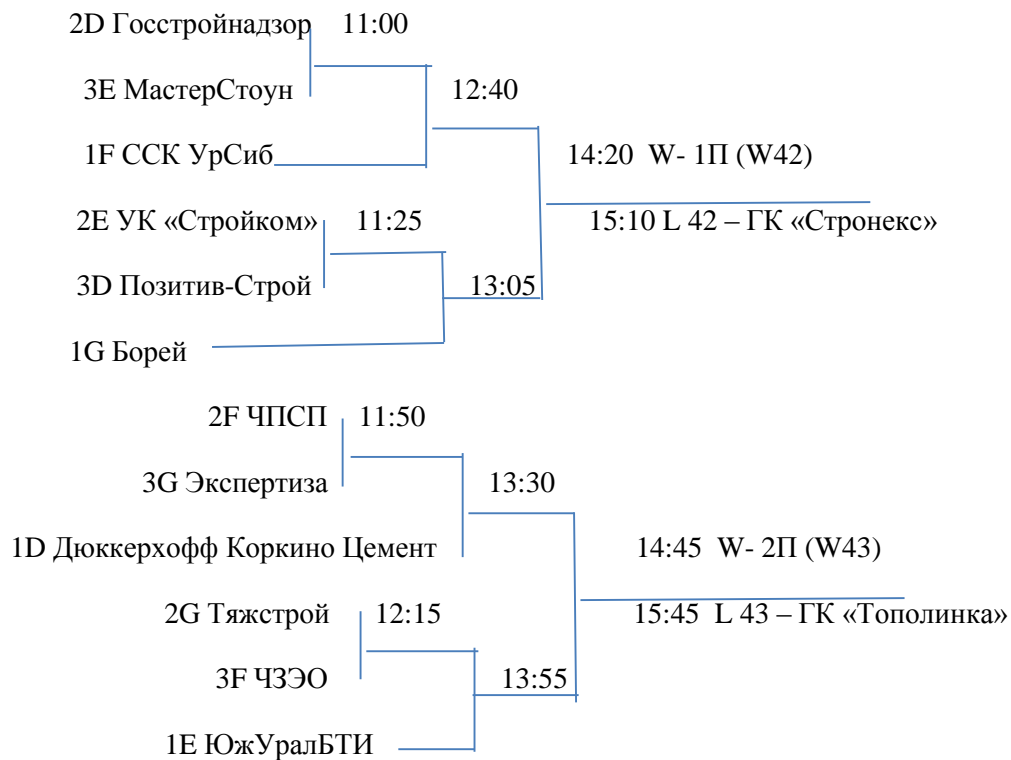 2D Госстройнадзор 11:00
3E МастерСтоун 12:40
1F ССК УрСиб 14:20 W- 1П (W42)
2E УК «Стройком» 11:25 15:10 L 42 – ГК «Стронекс»
3D Позитив-Строй 13:05
1G Борей
2F ЧПСП 11:50
3G Экспертиза 13:30
1D Дюккерхофф Коркино Цемент 14:45 W- 2П (W43)
2G Тяжстрой 12:15 15:45 L 43 – ГК «Тополинка»
3F ЧЗЭО 13:55
1E ЮжУралБТИ